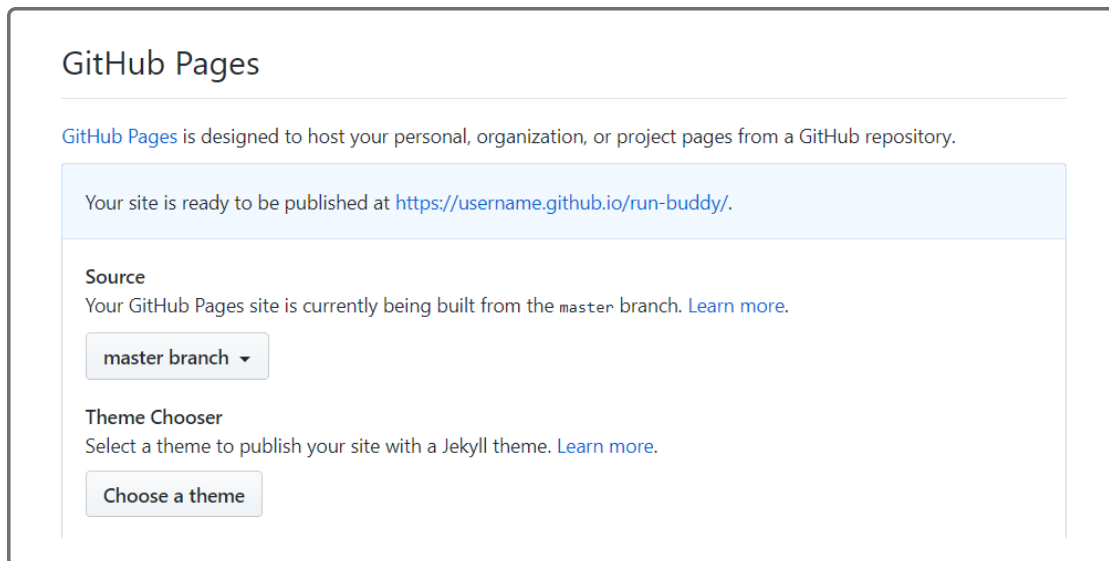 GitHub Pages
GitHub Pages is designed to host your personal, organization, or project pages from a GitHub repository.
Your site is ready to be published at https://username.github.io/run-buddy/.
Source
Your GitHub Pages site is currently being built from the master branch. Learn more.
master branch
Theme Chooser
Select a theme to publish your site with a Jekyll theme. Learn more.
Choose a theme